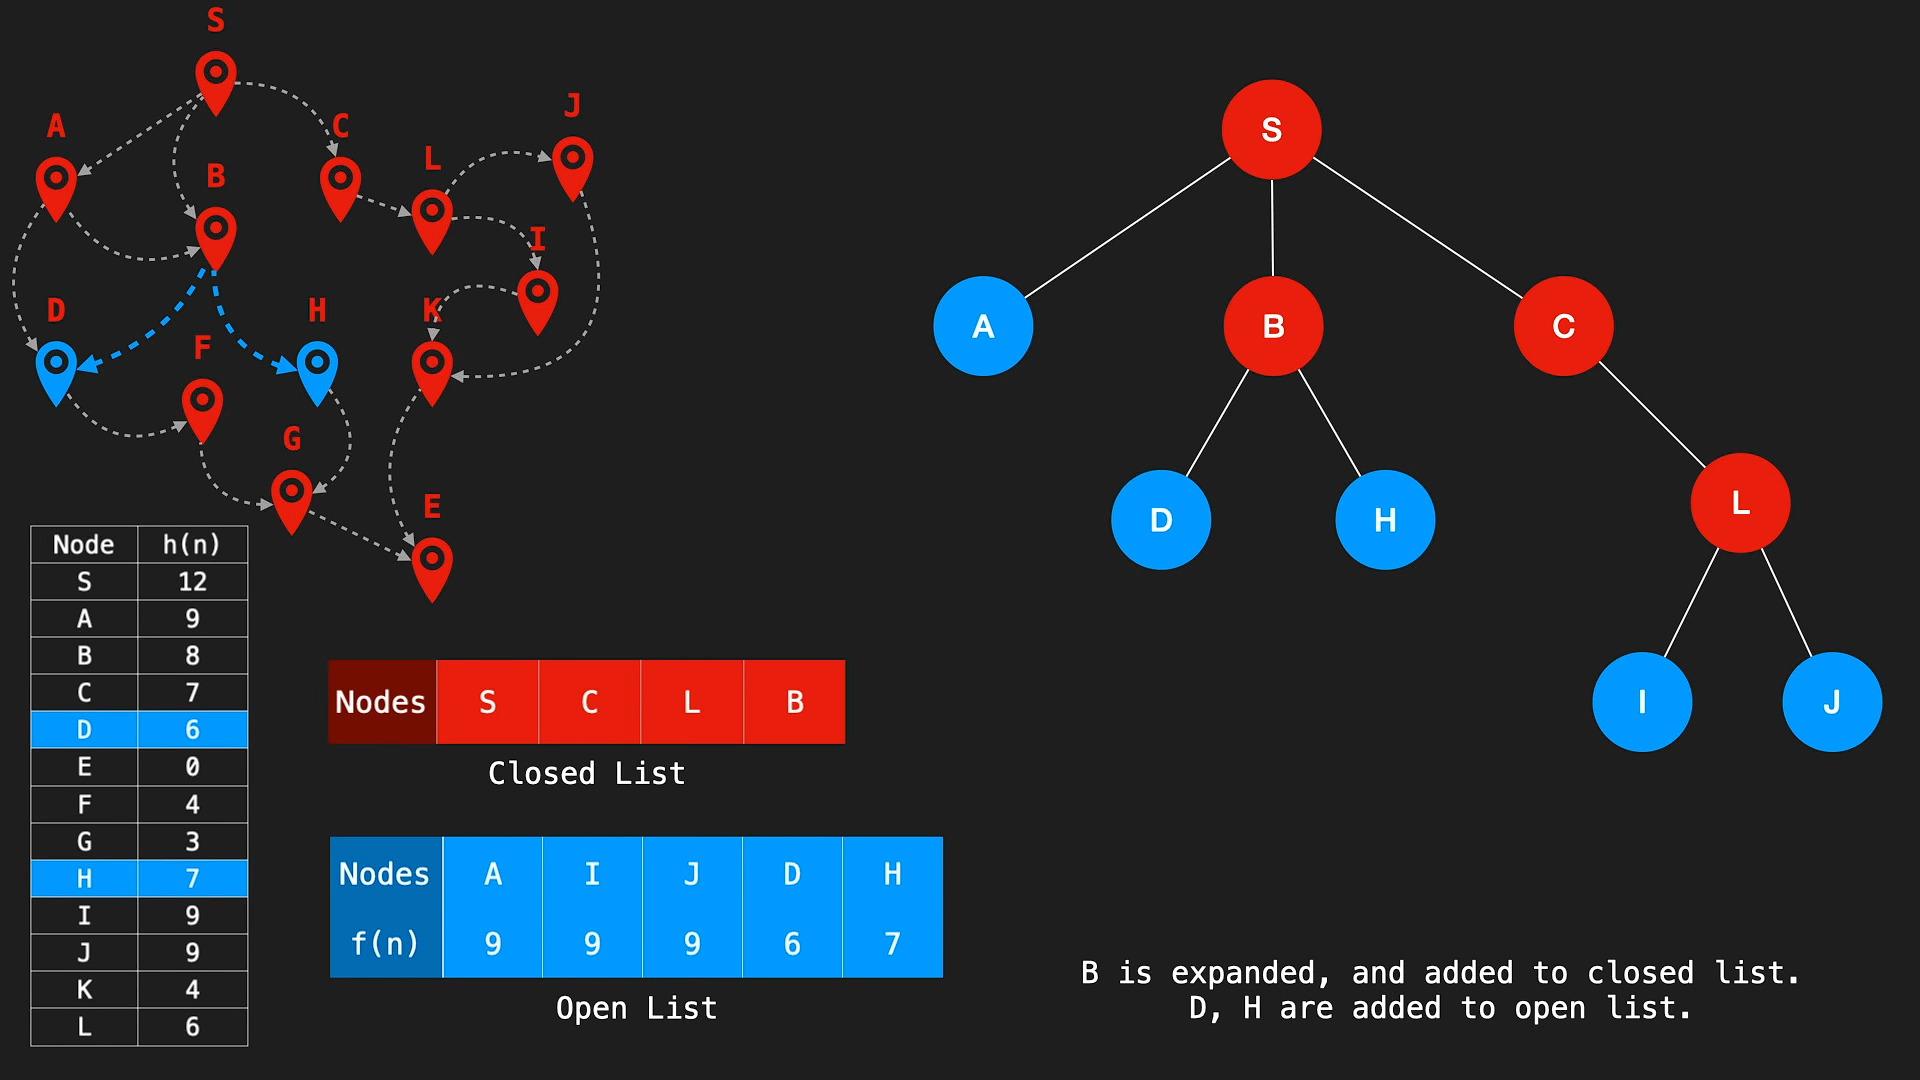 S
A
C
J
L
B
I
D
H
K
F
G
E
Node h(n)
S 12
A 9
B 8
C 7
D 6
E 0
F 4
G 3
H 7
I 9
J 9
K 4
L 6
Nodes S C L B
Closed List
Nodes A I J D H
f(n) 9 9 9 6 7
Open List
S
A B C
D H
L
I J
B is expanded, and added to closed list.
D, H are added to open list.